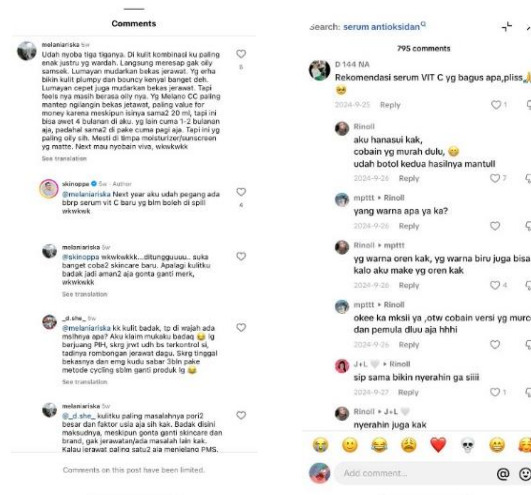 Comments
melaniariska 5w
Udah nyoba tiga tiganya. Di kulit kombinasi ku paling
enak justru yg wardah. Langsung meresap gak oily
samsek. Lumayan mudarkan bekas jerawat. Yg erha
bikin kulit plumpy dan bouncy kenyal banget deh.
Lumayan cepet juga mudarkan bekas jerawat. Tapi
feels nya masih berasa oily nya. Yg Melano CC paling
mantep ngilangin bekas jetawat, paling value for
money karena meskipun isinya sama2 20 ml, tapi ini
bisa awet 4 bulanan di aku. yg lain cuma 1-2 bulanan
aja, padahal sama2 di pake cuma pagi aja. Tapi ini yg
paling oily sih. Mesti di timpa moisturizer/sunscreen
yg matte. Next mau nyobain viva, wkwkwkk
See translation
6
skinoppa 5w · Author
@melaniariska Next year aku udah pegang ada
bbrp serum vit C baru yg blm boleh di spill
wkwkwk
4
melaniariska 5w
@skinoppa wkwkwkkk...ditungguuuu.. suka
banget coba2 skincare baru. Apalagi kulitku
badak jadi aman2 aja gonta ganti merk,
wkwkwkk
See translation
_d.she_ 5w
@melaniariska kk kulit badak, tp di wajah ada
mslhnya apa? Aku klaim mukaku badaq 😂 lg
berjuang PIH, skrg jrwt udh bs terkontrol si,
tadinya rombongan jerawat dagu. Skrg tinggal
bekasnya dan emg kudu sabar 3bln pake
metode cycling sblm ganti produk lg 😂
See translation
melaniariska 5w
@_d.she_ kulitku paling masalahnya pori2
besar dan faktor usia aja sih kak. Badak disini
maksudnya, meskipun gonta ganti skincare dan
brand, gak jerawatan/ada masalah lain kak.
Kalau jerawat paling satu2 aja menjelang PMS.
Comments on this post have been limited.
Search: serum antioksidan
795 comments
D 144 NA
Rekomendasi serum VIT C yg bagus apa,pliss🙏
🥹
2024-9-25 Reply
1
Rinoll
aku hanasui kak,
cobain yg murah dulu, 😄
udah botol kedua hasilnya mantull
2024-9-26 Reply
7
mpttt ▸ Rinoll
yang warna apa ya ka?
2024-9-26 Reply
Rinoll ▸ mpttt
yg warna oren kak, yg warna biru juga bisa
kalo aku make yg oren kak
2024-9-26 Reply
4
mpttt ▸ Rinoll
okee ka mksii ya ,otw cobain versi yg murce
dan pemula dluu aja hhhi
2024-9-26 Reply
J+L 🤍 ▸ Rinoll
sip sama bikin nyerahin ga siiii
2024-9-27 Reply
1
Rinoll ▸ J+L 🤍
nyerahin juga kak
Add comment...
@